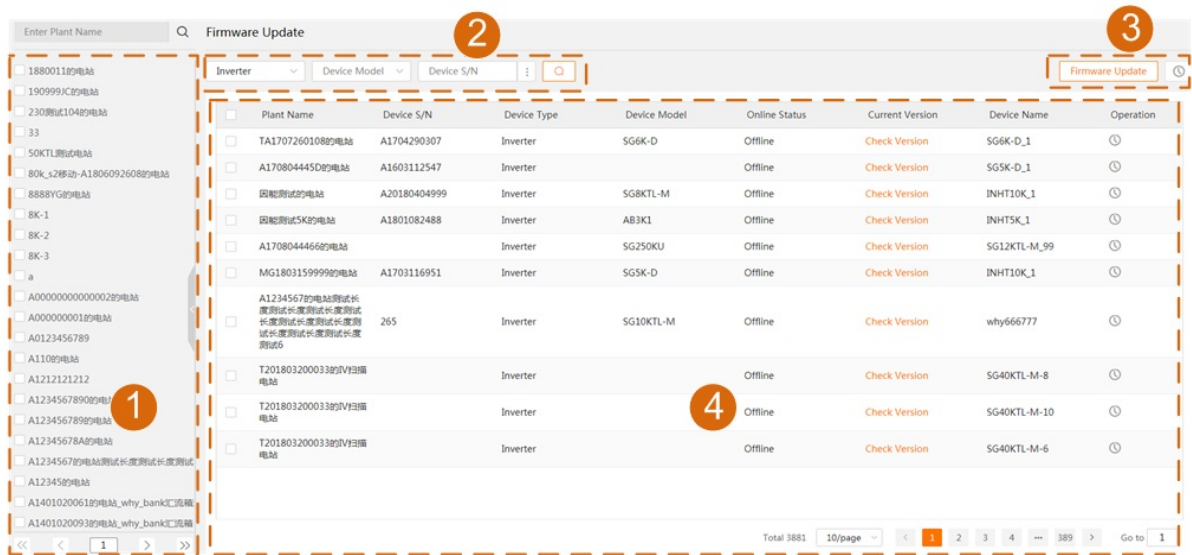 Enter Plant Name
Firmware Update
2
3
Inverter
Device Model
Device S/N
Firmware Update
1880011的电站
190999JC的电站
230测试104的电站
33
50KTL测试电站
80k_s2移动-A1806092608的电站
8888YG的电站
8K-1
8K-2
8K-3
a
A00000000000002的电站
A000000001的电站
A0123456789
A110的电站
A1212121212
A1234567890的电
A123456789的电站
A12345678A的电站
A1234567的电站测试长度测试长度测试
A12345的电站
A1401020061的电站_why_bank汇流箱
A1401020093的电站_why_bank汇流箱
1
1
Plant Name Device S/N Device Type Device Model Online Status Current Version Device Name Operation
TA1707260108的电站 A1704290307 Inverter SG6K-D Offline Check Version SG6K-D_1
A170804445D的电站 A1603112547 Inverter Offline Check Version SG5K-D_1
因能测试的电站 A20180404999 Inverter SG8KTL-M Offline Check Version INHT10K_1
因能测试5K的电站 A1801082488 Inverter AB3K1 Offline Check Version INHT5K_1
A1708044466的电站 Inverter SG250KU Offline Check Version SG12KTL-M_99
MG1803159999的电站 A1703116951 Inverter SG5K-D Offline Check Version INHT10K_1
A1234567的电站测试长
度测试长度测试长度测试
长度测试长度测试长度测
试长度测试长度测试长度
测试6
265 Inverter SG10KTL-M Offline Check Version why666777
T201803200033的IV扫描
电站
Inverter Offline Check Version SG40KTL-M-8
T201803200033的IV扫描
电站
Inverter Offline Check Version SG40KTL-M-10
T201803200033的IV扫描
电站
Inverter Offline Check Version SG40KTL-M-6
4
Total 3881 10/page < 1 2 3 4 ••• 389 > Go to 1